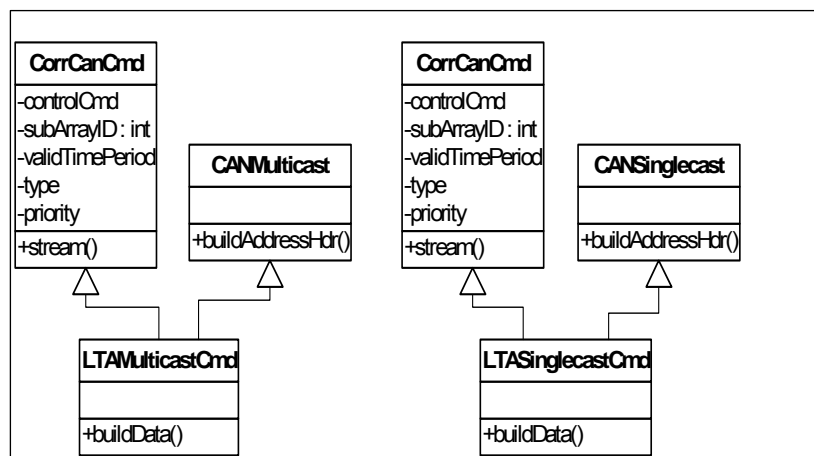 CorrCanCmd
-controlCmd
-subArrayID : int
-validTimePeriod
-type
-priority
+stream()
CANMulticast
+buildAddressHdr()
LTAMulticastCmd
+buildData()
CorrCanCmd
-controlCmd
-subArrayID : int
-validTimePeriod
-type
-priority
+stream()
CANSinglecast
+buildAddressHdr()
LTASinglecastCmd
+buildData()